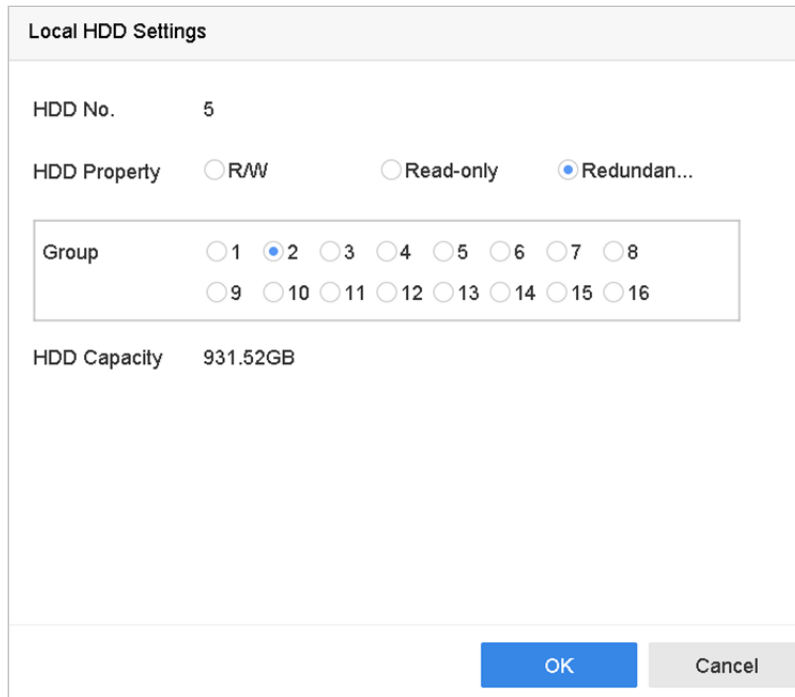 Local HDD Settings
HDD No. 5
HDD Property R/W Read-only Redundan...
Group 1 2 3 4 5 6 7 8
9 10 11 12 13 14 15 16
HDD Capacity 931.52GB
OK Cancel